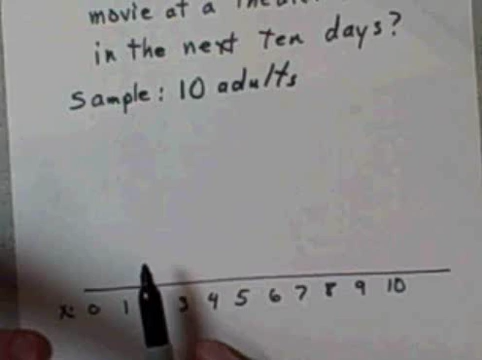 movie at a
in the next Ten days?
Sample: 10 adults
x: 0 1 3 4 5 6 7 8 9 10